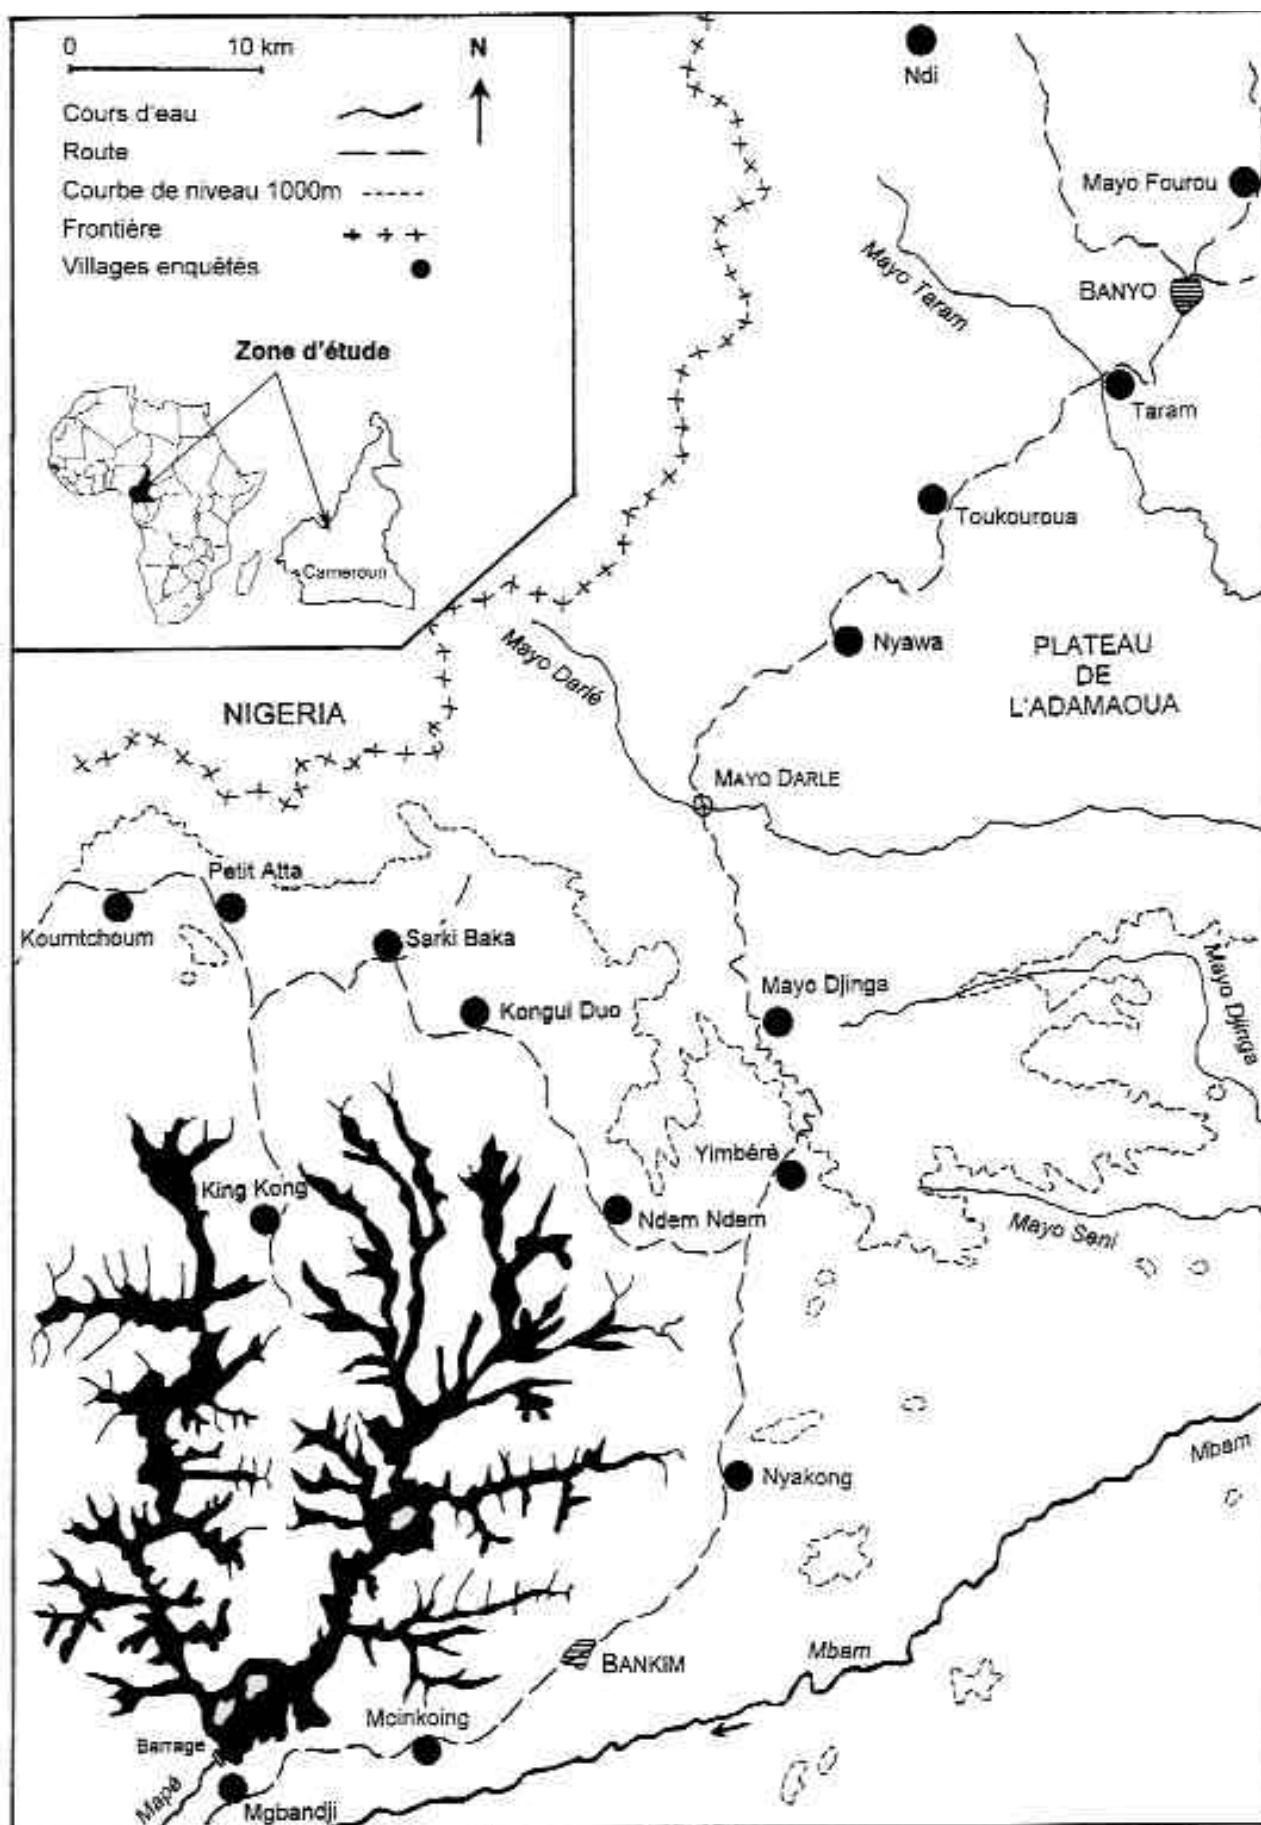 0 10 km
N
Cours d'eau
Route
Courbe de niveau 1000m
Frontière
Villages enquêtés
Zone d'étude
Cameroun
Ndi
Mayo Fourou
BANYO
Mayo Taram
Taram
Toukouroua
Nyawa
PLATEAU
DE
L'ADAMAOUA
Mayo Darlé
NIGERIA
MAYO DARLE
Petit Atta
Koumtchoum
Sarki Baka
Kongui Duo
Mayo Djinga
Mayo Djinga
Yimbéré
King Kong
Ndem Ndem
Mayo Seni
Mbam
Nyakong
Mbam
BANKIM
Mcinkoing
Barrage
Mapé
Mgbandji